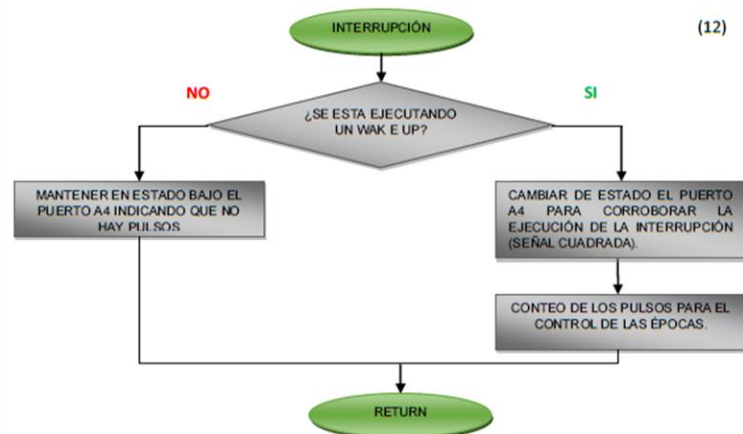 INTERRUPCIÓN
(12)
NO
SI
¿SE ESTA EJECUTANDO
UN WAK E UP?
MANTENER EN ESTADO BAJO EL
PUERTO A4 INDICANDO QUE NO
HAY PULSOS
CAMBIAR DE ESTADO EL PUERTO
A4 PARA CORROBORAR LA
EJECUCIÓN DE LA INTERRUPCIÓN
(SEÑAL CUADRADA).
CONTEO DE LOS PULSOS PARA EL
CONTROL DE LAS ÉPOCAS.
RETURN